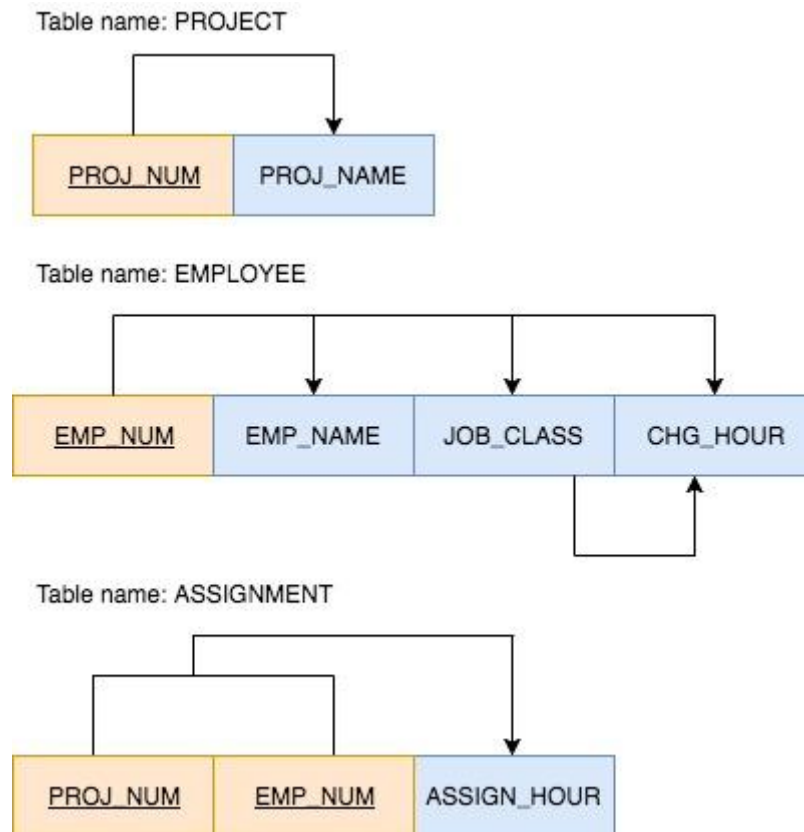 Table name: PROJECT
PROJ_NUM PROJ_NAME
Table name: EMPLOYEE
EMP_NUM EMP_NAME JOB_CLASS CHG_HOUR
Table name: ASSIGNMENT
PROJ_NUM EMP_NUM ASSIGN_HOUR